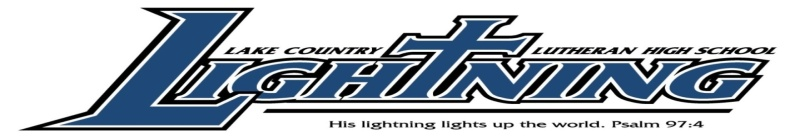 LAKE COUNTRY LUTHERAN HIGH SCHOOL
LIGHTNING
His lightning lights up the world. Psalm 97:4